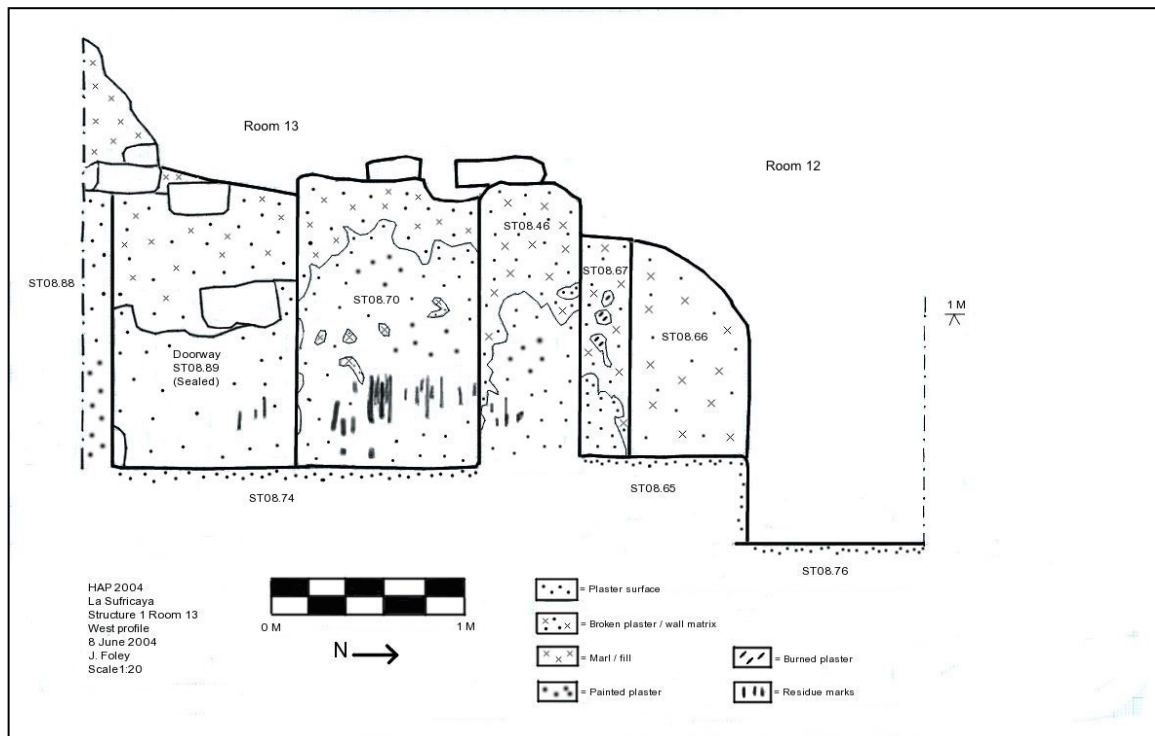 Room 13
Room 12
ST08.46
ST08.67
ST08.88
ST08.70
1 M
ST08.66
Doorway
ST08.89
(Sealed)
ST08.74
ST08.65
ST08.76
HAP 2004
La Sufricaya
Structure 1 Room 13
West profile
8 June 2004
J. Foley
Scale1:20
0 M
1 M
N
= Plaster surface
= Broken plaster / wall matrix
= Marl / fill
= Painted plaster
= Burned plaster
= Residue marks